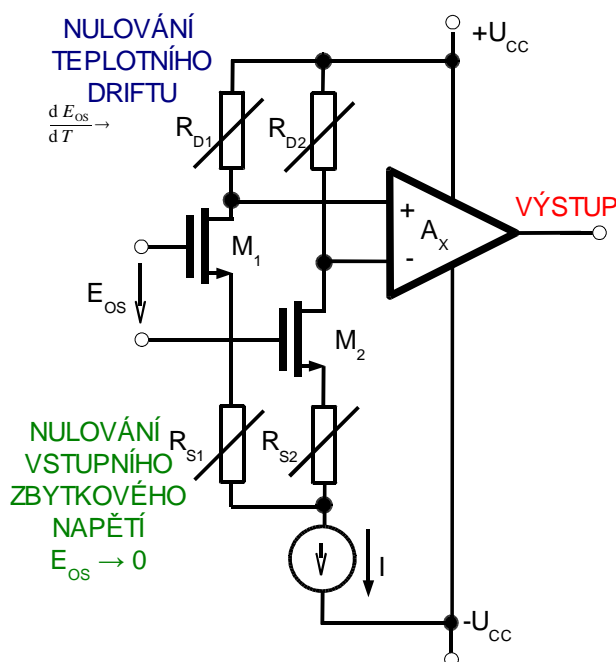 NULOVÁNÍ
TEPLOTNÍHO
DRIFTU
d E_OS
d T →
+U_CC
R_D1
R_D2
VÝSTUP
+
A_X
-
M_1
E_OS
M_2
NULOVÁNÍ
VSTUPNÍHO
ZBYTKOVÉHO
NAPĚTÍ
E_OS → 0
R_S1
R_S2
I
-U_CC